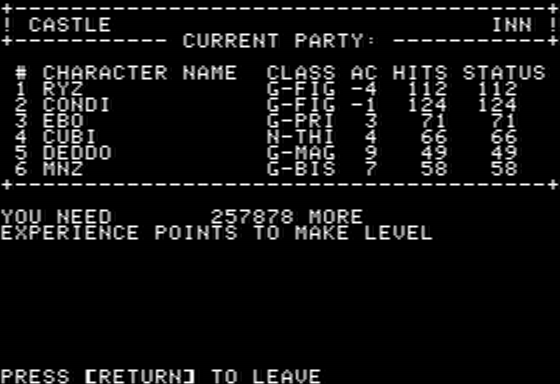 +--------------------------------------+
! CASTLE                           INN !
+----------- CURRENT PARTY: -----------+
# CHARACTER NAME  CLASS AC HITS STATUS
1 RYZ             G-FIG -4  112  112
2 CONDI           G-FIG -1  124  124
3 EBO             G-PRI  3   71   71
4 CUBI            N-THI  4   66   66
5 DEDDO           G-MAG  9   49   49
6 MNZ             G-BIS  7   58   58
+--------------------------------------+
YOU NEED       257878 MORE
EXPERIENCE POINTS TO MAKE LEVEL
PRESS [RETURN] TO LEAVE